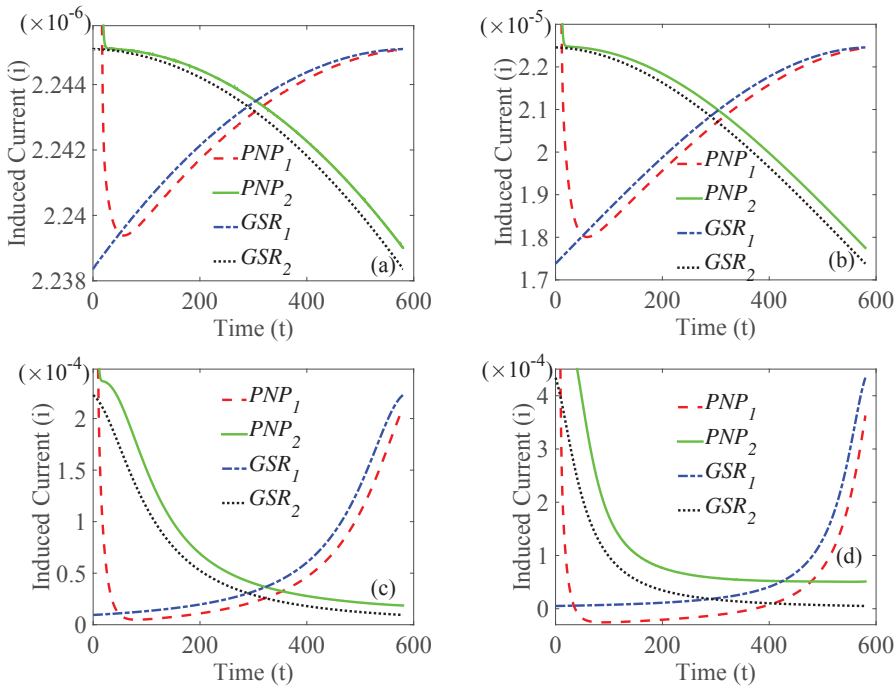 (×10⁻⁶)
Induced Current (i)
2.244
2.242
2.24
2.238
PNP₁
PNP₂
GSR₁
GSR₂
(a)
0 200 400 600
Time (t)
(×10⁻⁵)
Induced Current (i)
2.2
2.1
2
1.9
1.8
1.7
PNP₁
PNP₂
GSR₁
GSR₂
(b)
0 200 400 600
Time (t)
(×10⁻⁴)
Induced Current (i)
2
1.5
1
0.5
0
PNP₁
PNP₂
GSR₁
GSR₂
(c)
0 200 400 600
Time (t)
(×10⁻⁴)
Induced Current (i)
4
3
2
1
0
PNP₁
PNP₂
GSR₁
GSR₂
(d)
0 200 400 600
Time (t)